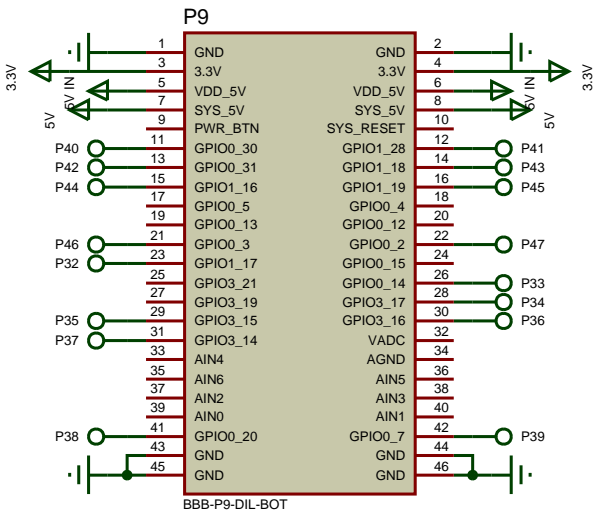 P9
1 GND GND 2
3.3V 3 3.3V 3.3V 4 3.3V
5V IN 5 VDD_5V VDD_5V 6 5V IN
5V 7 SYS_5V SYS_5V 8 5V
9 PWR_BTN SYS_RESET 10
P40 11 GPIO0_30 GPIO1_28 12 P41
P42 13 GPIO0_31 GPIO1_18 14 P43
P44 15 GPIO1_16 GPIO1_19 16 P45
17 GPIO0_5 GPIO0_4 18
19 GPIO0_13 GPIO0_12 20
P46 21 GPIO0_3 GPIO0_2 22 P47
P32 23 GPIO1_17 GPIO0_15 24
25 GPIO3_21 GPIO0_14 26 P33
27 GPIO3_19 GPIO3_17 28 P34
P35 29 GPIO3_15 GPIO3_16 30 P36
P37 31 GPIO3_14 VADC 32
33 AIN4 AGND 34
35 AIN6 AIN5 36
37 AIN2 AIN3 38
39 AIN0 AIN1 40
P38 41 GPIO0_20 GPIO0_7 42 P39
43 GND GND 44
45 GND GND 46
BBB-P9-DIL-BOT